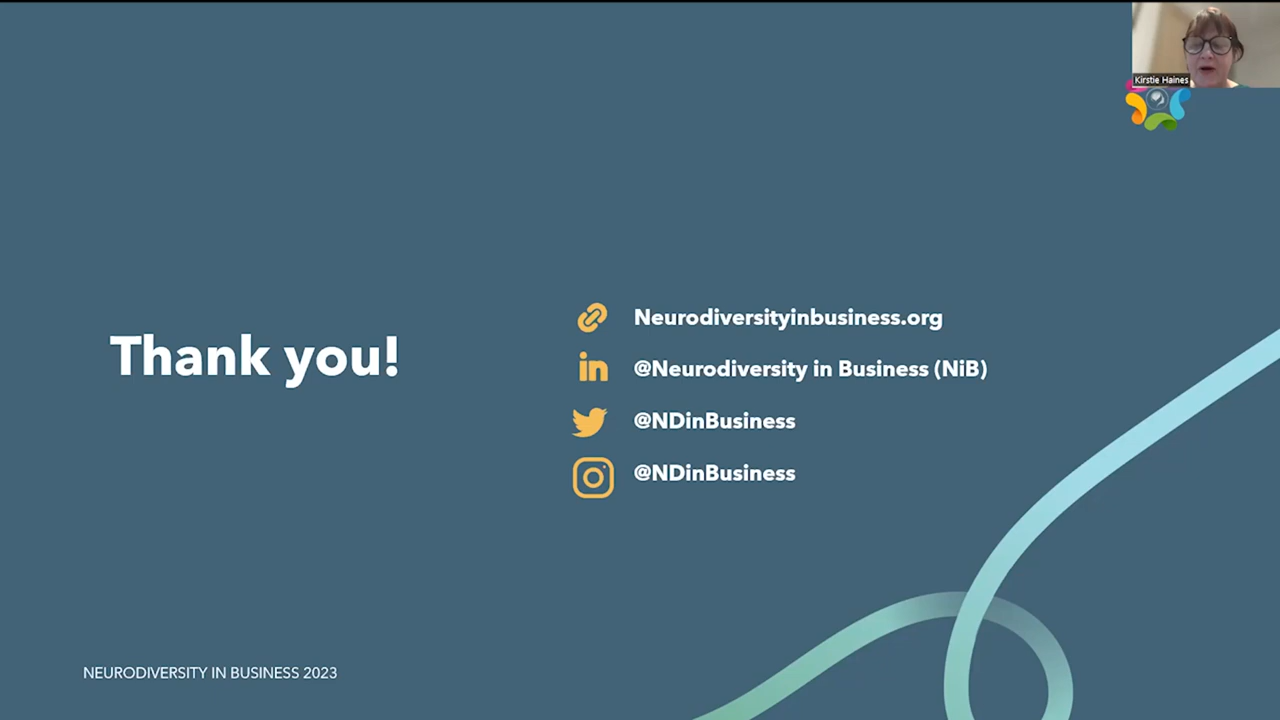 Kirstie Haines
Thank you!
Neurodiversityinbusiness.org
@Neurodiversity in Business (NiB)
@NDinBusiness
@NDinBusiness
NEURODIVERSITY IN BUSINESS 2023